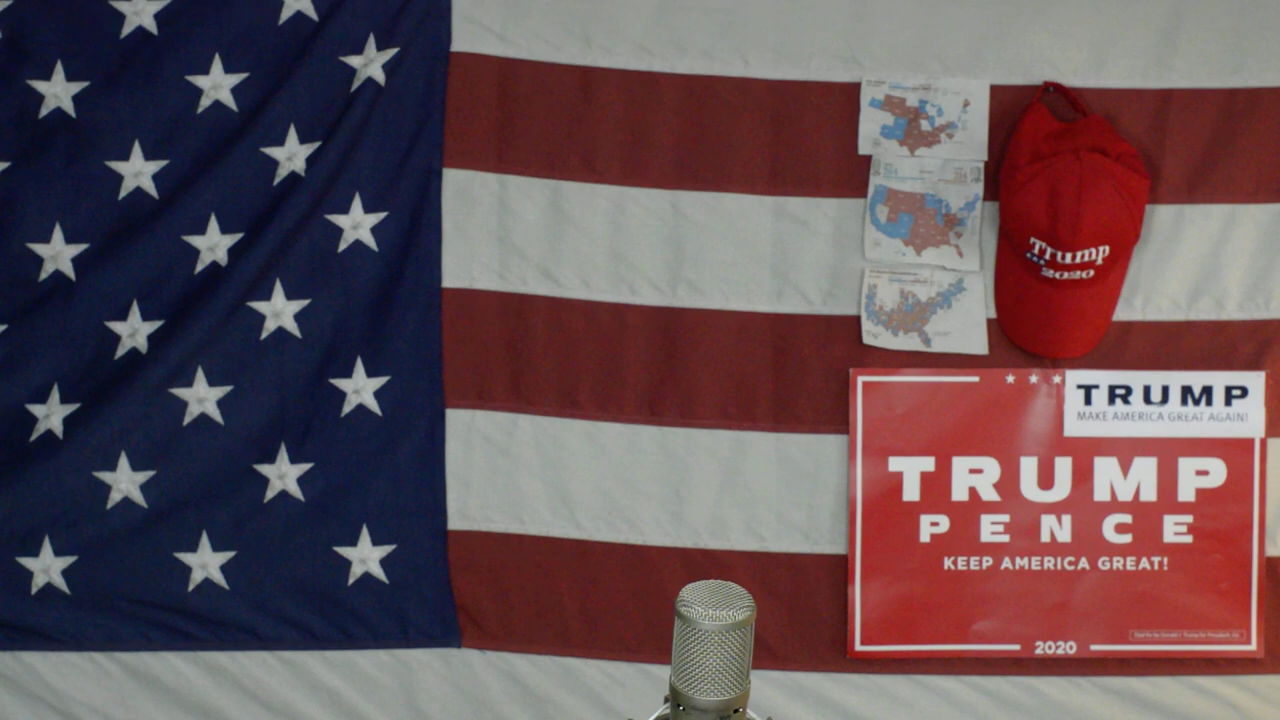 Trump
2020
TRUMP
MAKE AMERICA GREAT AGAIN!
TRUMP
PENCE
KEEP AMERICA GREAT!
2020